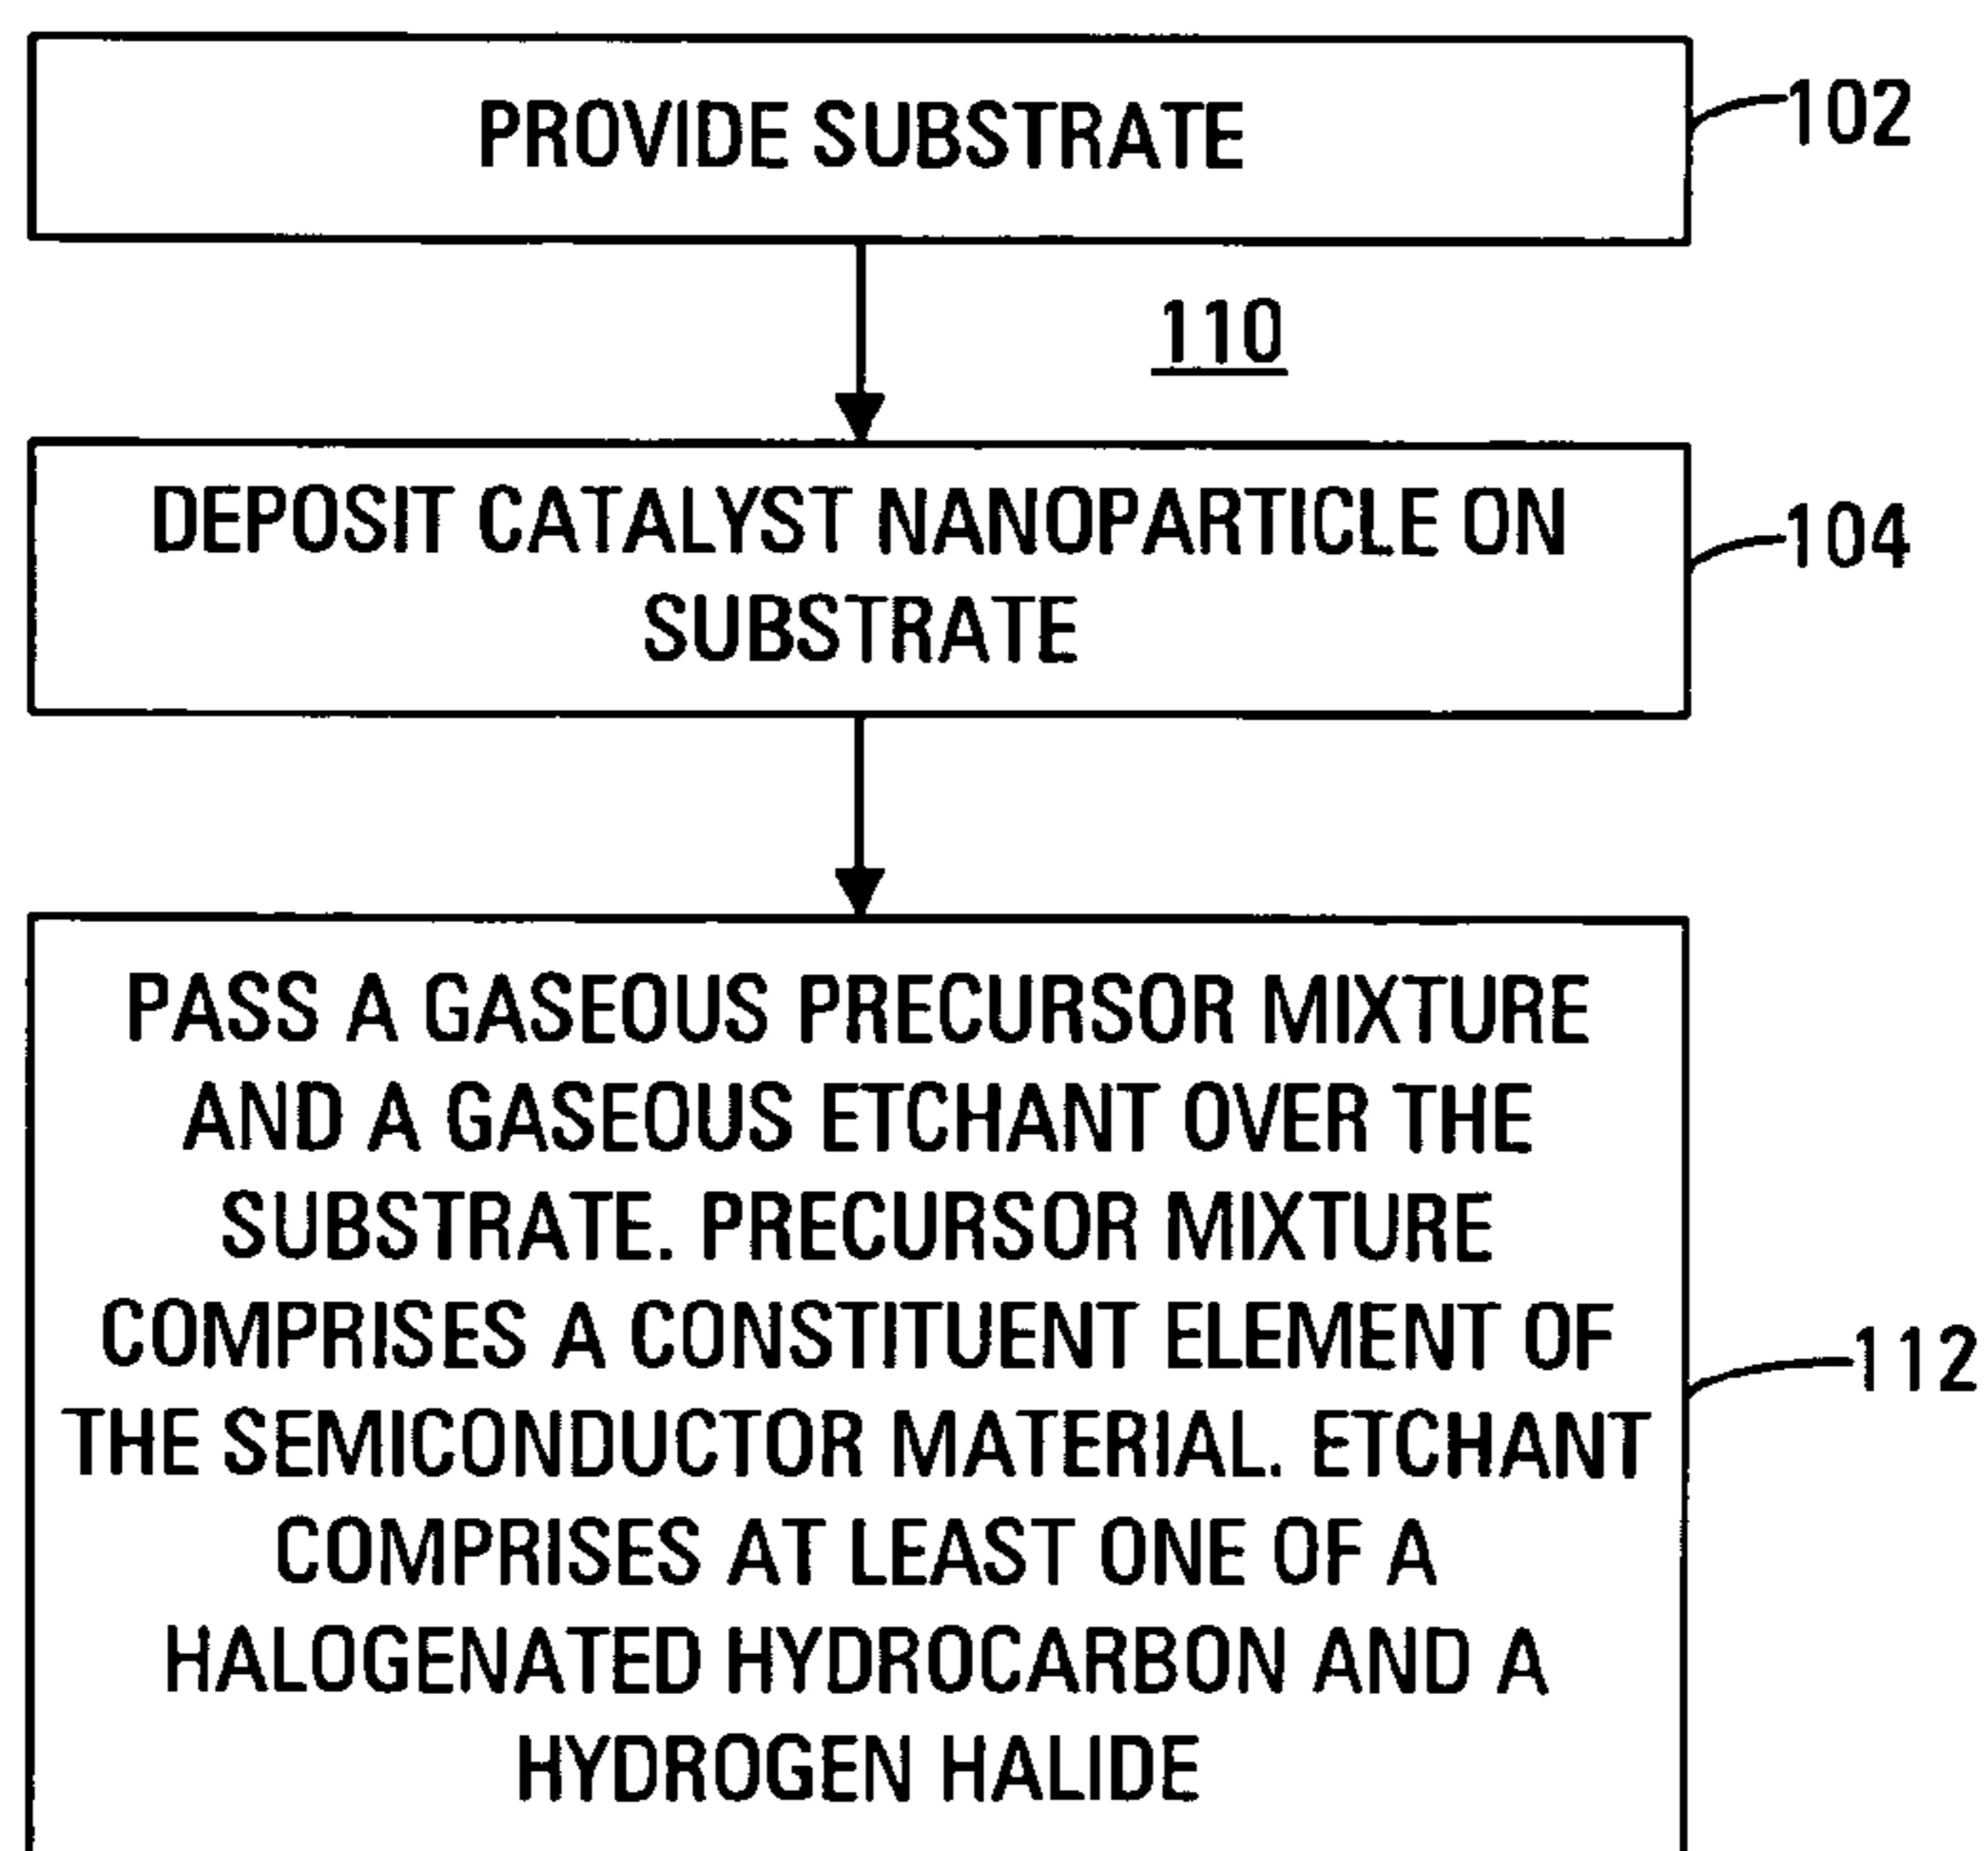 PROVIDE SUBSTRATE
102
110
DEPOSIT CATALYST NANOPARTICLE ON
SUBSTRATE
104
PASS A GASEOUS PRECURSOR MIXTURE
AND A GASEOUS ETCHANT OVER THE
SUBSTRATE. PRECURSOR MIXTURE
COMPRISES A CONSTITUENT ELEMENT OF
THE SEMICONDUCTOR MATERIAL. ETCHANT
COMPRISES AT LEAST ONE OF A
HALOGENATED HYDROCARBON AND A
HYDROGEN HALIDE
112